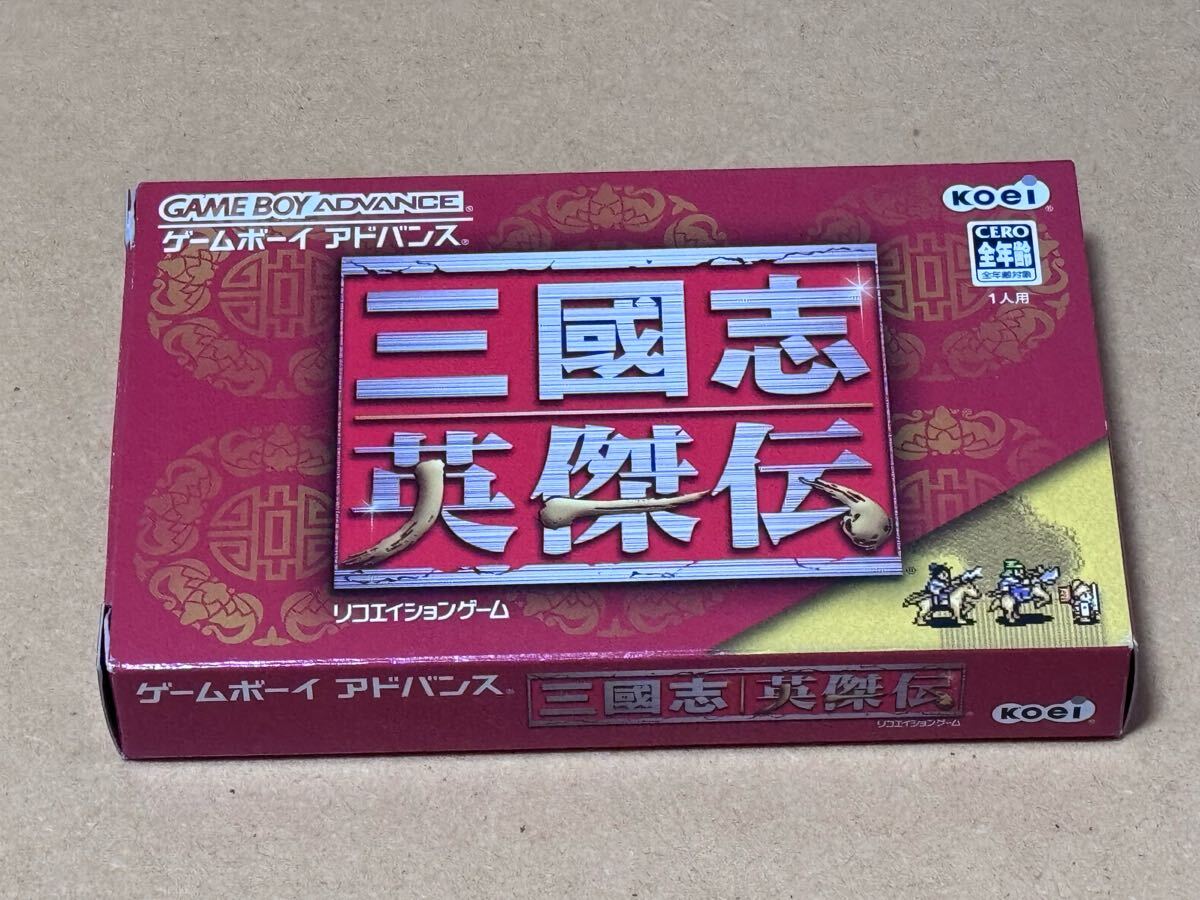 GAME BOY ADVANCE
ゲームボーイ アドバンス
KOEI
CERO
全年齢
全年齢対象
1人用
三國志
英傑伝
リコエイションゲーム
ゲームボーイ アドバンス
三國志 英傑伝
リコエイションゲーム
KOEI